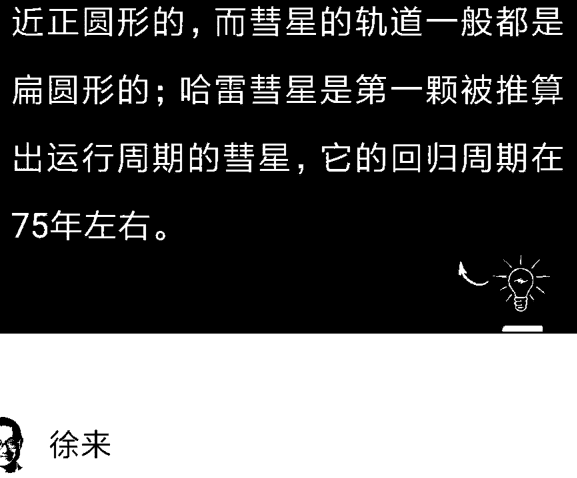 近正圆形的，而彗星的轨道一般都是
扁圆形的；哈雷彗星是第一颗被推算
出运行周期的彗星，它的回归周期在
75年左右。
徐来